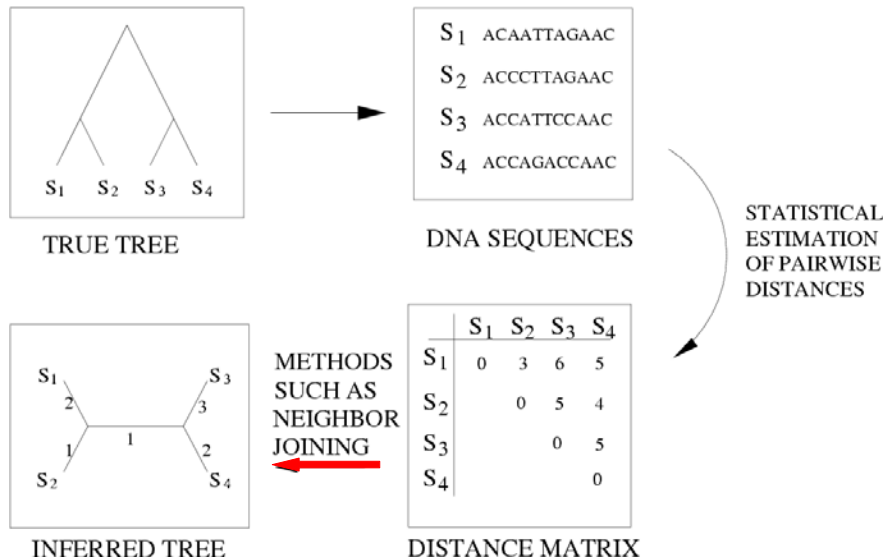 S1 S2 S3 S4
TRUE TREE
S1 ACAATTAGAAC
S2 ACCCTTAGAAC
S3 ACCATTCCAAC
S4 ACCAGACCAAC
DNA SEQUENCES
STATISTICAL
ESTIMATION
OF PAIRWISE
DISTANCES
S1 S2 S3 S4
S1 0 3 6 5
S2 0 5 4
S3 0 5
S4 0
DISTANCE MATRIX
METHODS
SUCH AS
NEIGHBOR
JOINING
S1 S3
2 3
1 1 2
S2 S4
INFERRED TREE